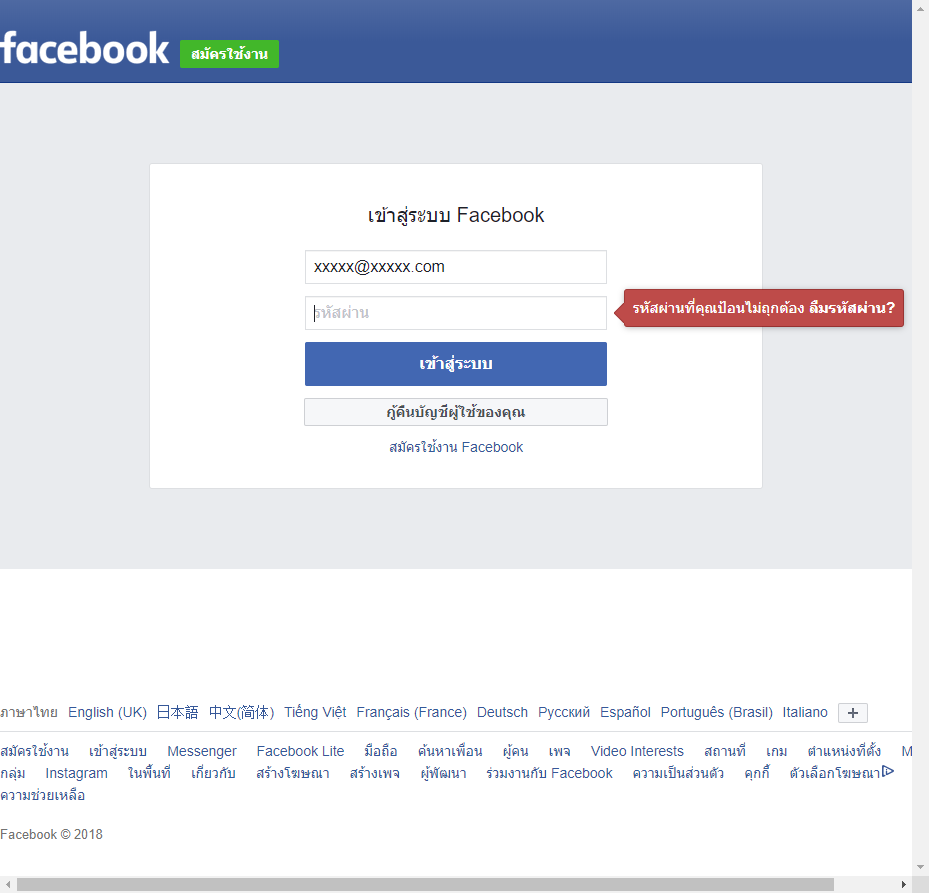 facebook สมัครใช้งาน
เข้าสู่ระบบ Facebook
xxxxx@xxxxx.com
รหัสผ่าน
รหัสผ่านที่คุณป้อนไม่ถูกต้อง ลืมรหัสผ่าน?
เข้าสู่ระบบ
กู้คืนบัญชีผู้ใช้ของคุณ
สมัครใช้งาน Facebook
ภาษาไทย English (UK) 日本語 中文(简体) Tiếng Việt Français (France) Deutsch Русский Español Português (Brasil) Italiano +
สมัครใช้งาน เข้าสู่ระบบ Messenger Facebook Lite มือถือ ค้นหาเพื่อน ผู้คน เพจ Video Interests สถานที่ เกม ตำแหน่งที่ตั้ง M
กลุ่ม Instagram ในพื้นที่ เกี่ยวกับ สร้างโฆษณา สร้างเพจ ผู้พัฒนา ร่วมงานกับ Facebook ความเป็นส่วนตัว คุกกี้ ตัวเลือกโฆษณา
ความช่วยเหลือ
Facebook © 2018